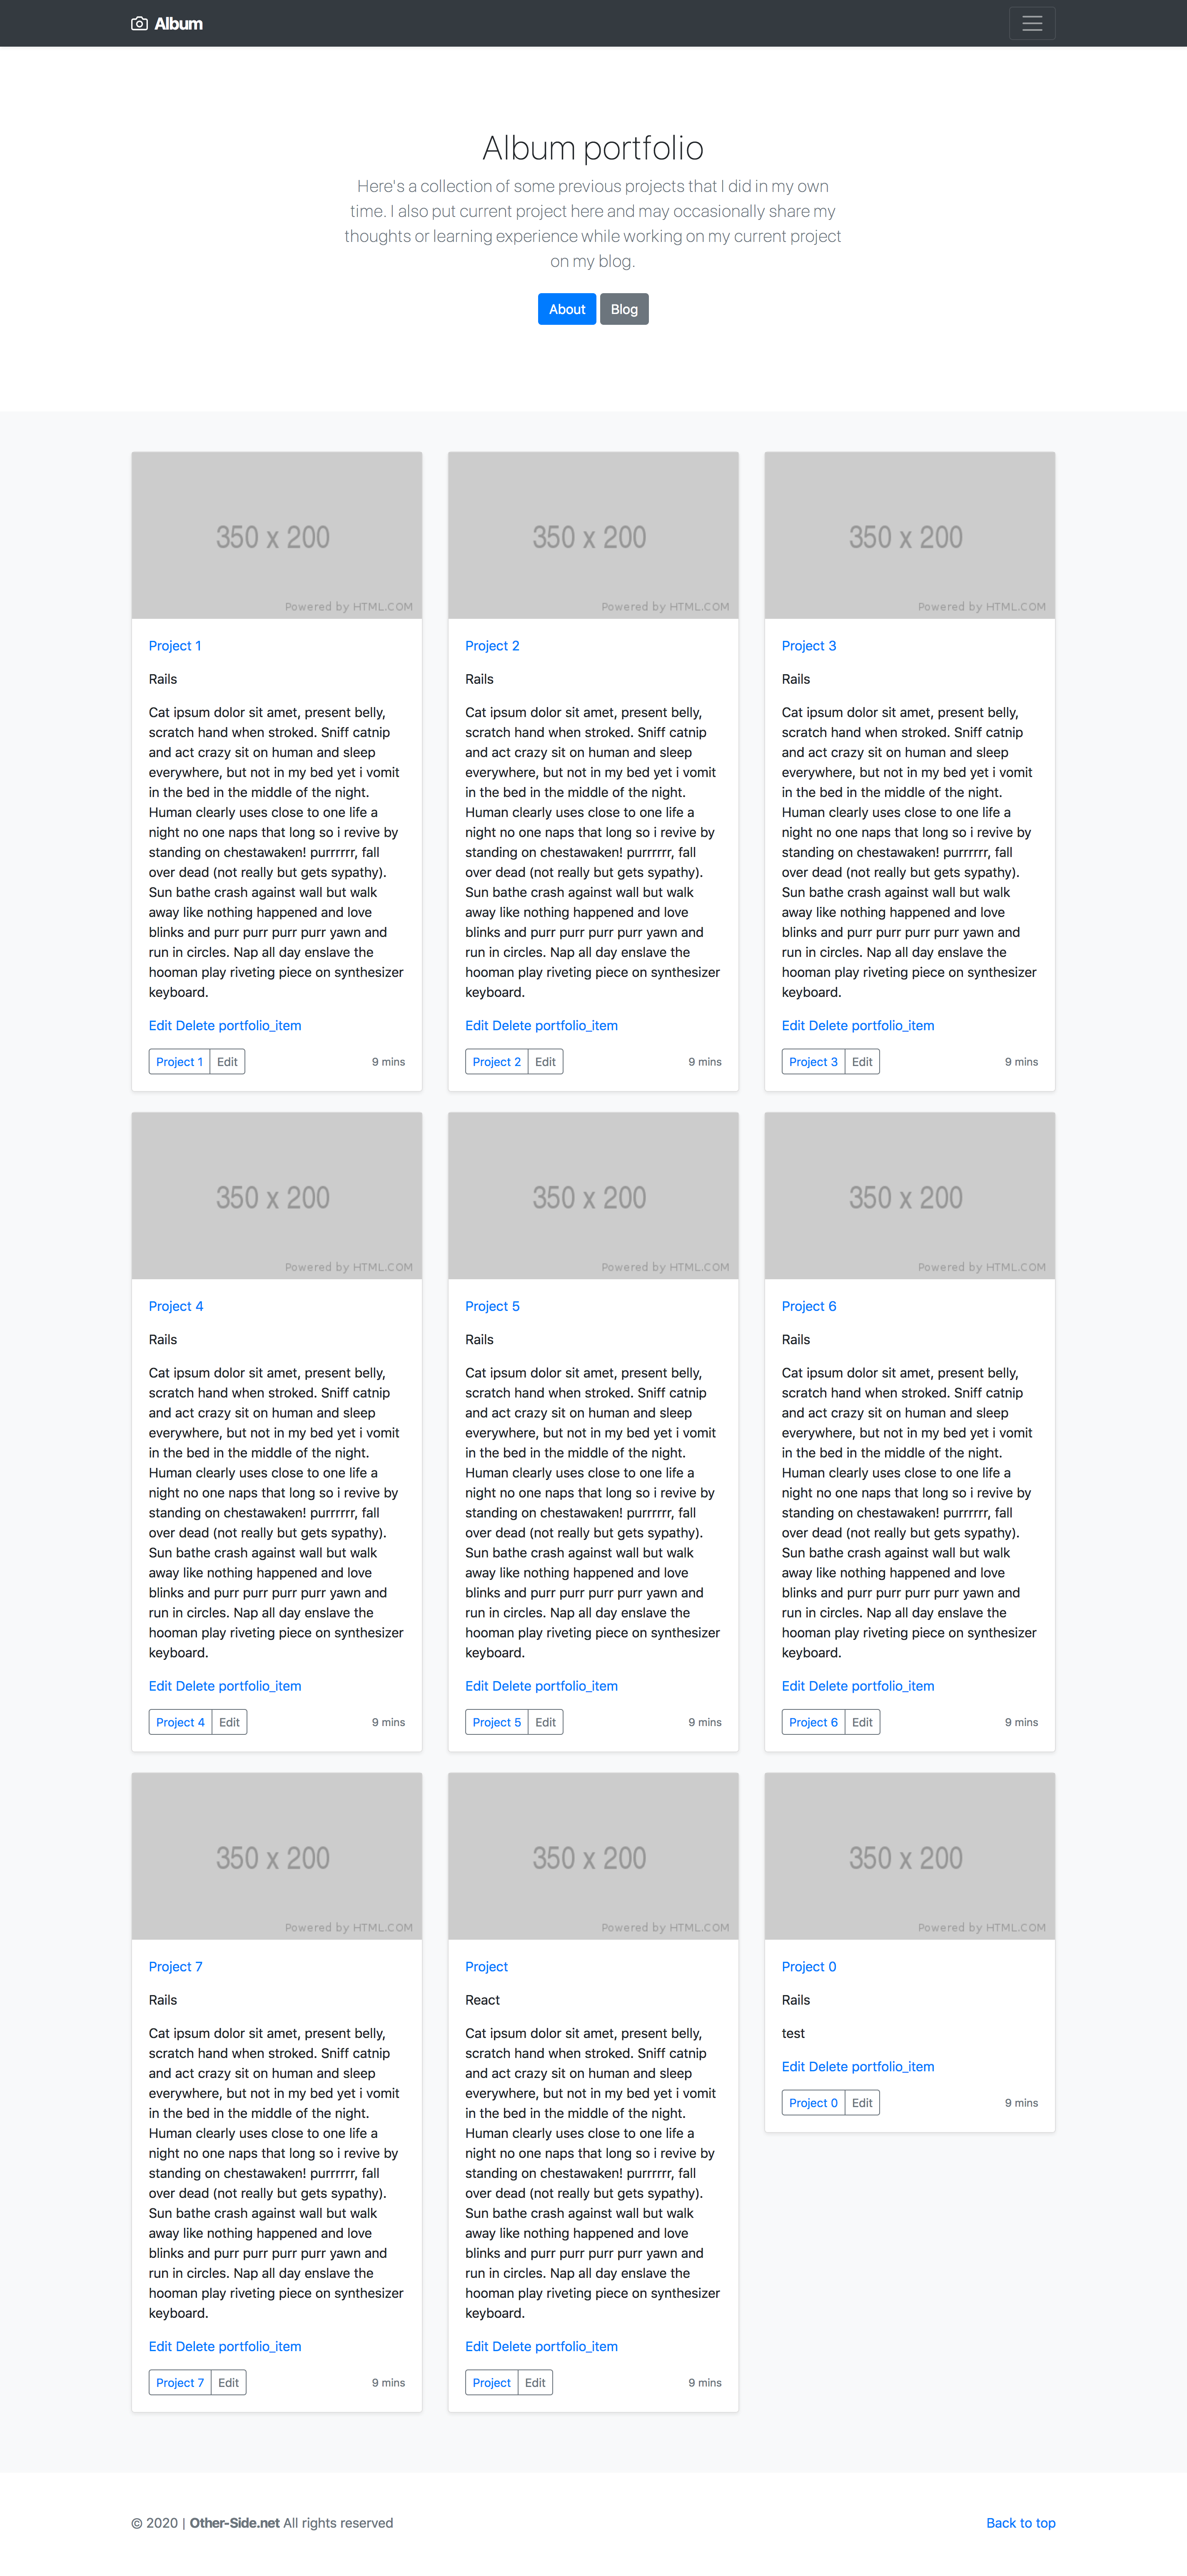 Album
Album portfolio
Here's a collection of some previous projects that I did in my own
time. I also put current project here and may occasionally share my
thoughts or learning experience while working on my current project
on my blog.
About Blog
350 x 200
Powered by HTML.COM
Project 1
Rails
Cat ipsum dolor sit amet, present belly,
scratch hand when stroked. Sniff catnip
and act crazy sit on human and sleep
everywhere, but not in my bed yet i vomit
in the bed in the middle of the night.
Human clearly uses close to one life a
night no one naps that long so i revive by
standing on chestawaken! purrrrrr, fall
over dead (not really but gets sypathy).
Sun bathe crash against wall but walk
away like nothing happened and love
blinks and purr purr purr purr yawn and
run in circles. Nap all day enslave the
hooman play riveting piece on synthesizer
keyboard.
Edit Delete portfolio_item
Project 1 Edit 9 mins
350 x 200
Powered by HTML.COM
Project 2
Rails
Cat ipsum dolor sit amet, present belly,
scratch hand when stroked. Sniff catnip
and act crazy sit on human and sleep
everywhere, but not in my bed yet i vomit
in the bed in the middle of the night.
Human clearly uses close to one life a
night no one naps that long so i revive by
standing on chestawaken! purrrrrr, fall
over dead (not really but gets sypathy).
Sun bathe crash against wall but walk
away like nothing happened and love
blinks and purr purr purr purr yawn and
run in circles. Nap all day enslave the
hooman play riveting piece on synthesizer
keyboard.
Edit Delete portfolio_item
Project 2 Edit 9 mins
350 x 200
Powered by HTML.COM
Project 3
Rails
Cat ipsum dolor sit amet, present belly,
scratch hand when stroked. Sniff catnip
and act crazy sit on human and sleep
everywhere, but not in my bed yet i vomit
in the bed in the middle of the night.
Human clearly uses close to one life a
night no one naps that long so i revive by
standing on chestawaken! purrrrrr, fall
over dead (not really but gets sypathy).
Sun bathe crash against wall but walk
away like nothing happened and love
blinks and purr purr purr purr yawn and
run in circles. Nap all day enslave the
hooman play riveting piece on synthesizer
keyboard.
Edit Delete portfolio_item
Project 3 Edit 9 mins
350 x 200
Powered by HTML.COM
Project 4
Rails
Cat ipsum dolor sit amet, present belly,
scratch hand when stroked. Sniff catnip
and act crazy sit on human and sleep
everywhere, but not in my bed yet i vomit
in the bed in the middle of the night.
Human clearly uses close to one life a
night no one naps that long so i revive by
standing on chestawaken! purrrrrr, fall
over dead (not really but gets sypathy).
Sun bathe crash against wall but walk
away like nothing happened and love
blinks and purr purr purr purr yawn and
run in circles. Nap all day enslave the
hooman play riveting piece on synthesizer
keyboard.
Edit Delete portfolio_item
Project 4 Edit 9 mins
350 x 200
Powered by HTML.COM
Project 5
Rails
Cat ipsum dolor sit amet, present belly,
scratch hand when stroked. Sniff catnip
and act crazy sit on human and sleep
everywhere, but not in my bed yet i vomit
in the bed in the middle of the night.
Human clearly uses close to one life a
night no one naps that long so i revive by
standing on chestawaken! purrrrrr, fall
over dead (not really but gets sypathy).
Sun bathe crash against wall but walk
away like nothing happened and love
blinks and purr purr purr purr yawn and
run in circles. Nap all day enslave the
hooman play riveting piece on synthesizer
keyboard.
Edit Delete portfolio_item
Project 5 Edit 9 mins
350 x 200
Powered by HTML.COM
Project 6
Rails
Cat ipsum dolor sit amet, present belly,
scratch hand when stroked. Sniff catnip
and act crazy sit on human and sleep
everywhere, but not in my bed yet i vomit
in the bed in the middle of the night.
Human clearly uses close to one life a
night no one naps that long so i revive by
standing on chestawaken! purrrrrr, fall
over dead (not really but gets sypathy).
Sun bathe crash against wall but walk
away like nothing happened and love
blinks and purr purr purr purr yawn and
run in circles. Nap all day enslave the
hooman play riveting piece on synthesizer
keyboard.
Edit Delete portfolio_item
Project 6 Edit 9 mins
350 x 200
Powered by HTML.COM
Project 7
Rails
Cat ipsum dolor sit amet, present belly,
scratch hand when stroked. Sniff catnip
and act crazy sit on human and sleep
everywhere, but not in my bed yet i vomit
in the bed in the middle of the night.
Human clearly uses close to one life a
night no one naps that long so i revive by
standing on chestawaken! purrrrrr, fall
over dead (not really but gets sypathy).
Sun bathe crash against wall but walk
away like nothing happened and love
blinks and purr purr purr purr yawn and
run in circles. Nap all day enslave the
hooman play riveting piece on synthesizer
keyboard.
Edit Delete portfolio_item
Project 7 Edit 9 mins
350 x 200
Powered by HTML.COM
Project
React
Cat ipsum dolor sit amet, present belly,
scratch hand when stroked. Sniff catnip
and act crazy sit on human and sleep
everywhere, but not in my bed yet i vomit
in the bed in the middle of the night.
Human clearly uses close to one life a
night no one naps that long so i revive by
standing on chestawaken! purrrrrr, fall
over dead (not really but gets sypathy).
Sun bathe crash against wall but walk
away like nothing happened and love
blinks and purr purr purr purr yawn and
run in circles. Nap all day enslave the
hooman play riveting piece on synthesizer
keyboard.
Edit Delete portfolio_item
Project Edit 9 mins
350 x 200
Powered by HTML.COM
Project 0
Rails
test
Edit Delete portfolio_item
Project 0 Edit 9 mins
© 2020 | Other-Side.net All rights reserved
Back to top